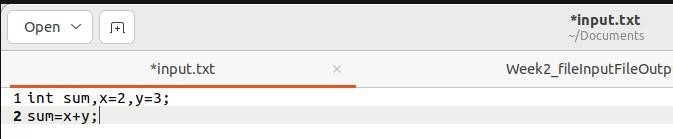 Open
*input.txt
~/Documents
*input.txt × Week2_fileInputFileOutp
1 int sum,x=2,y=3;
2 sum=x+y;